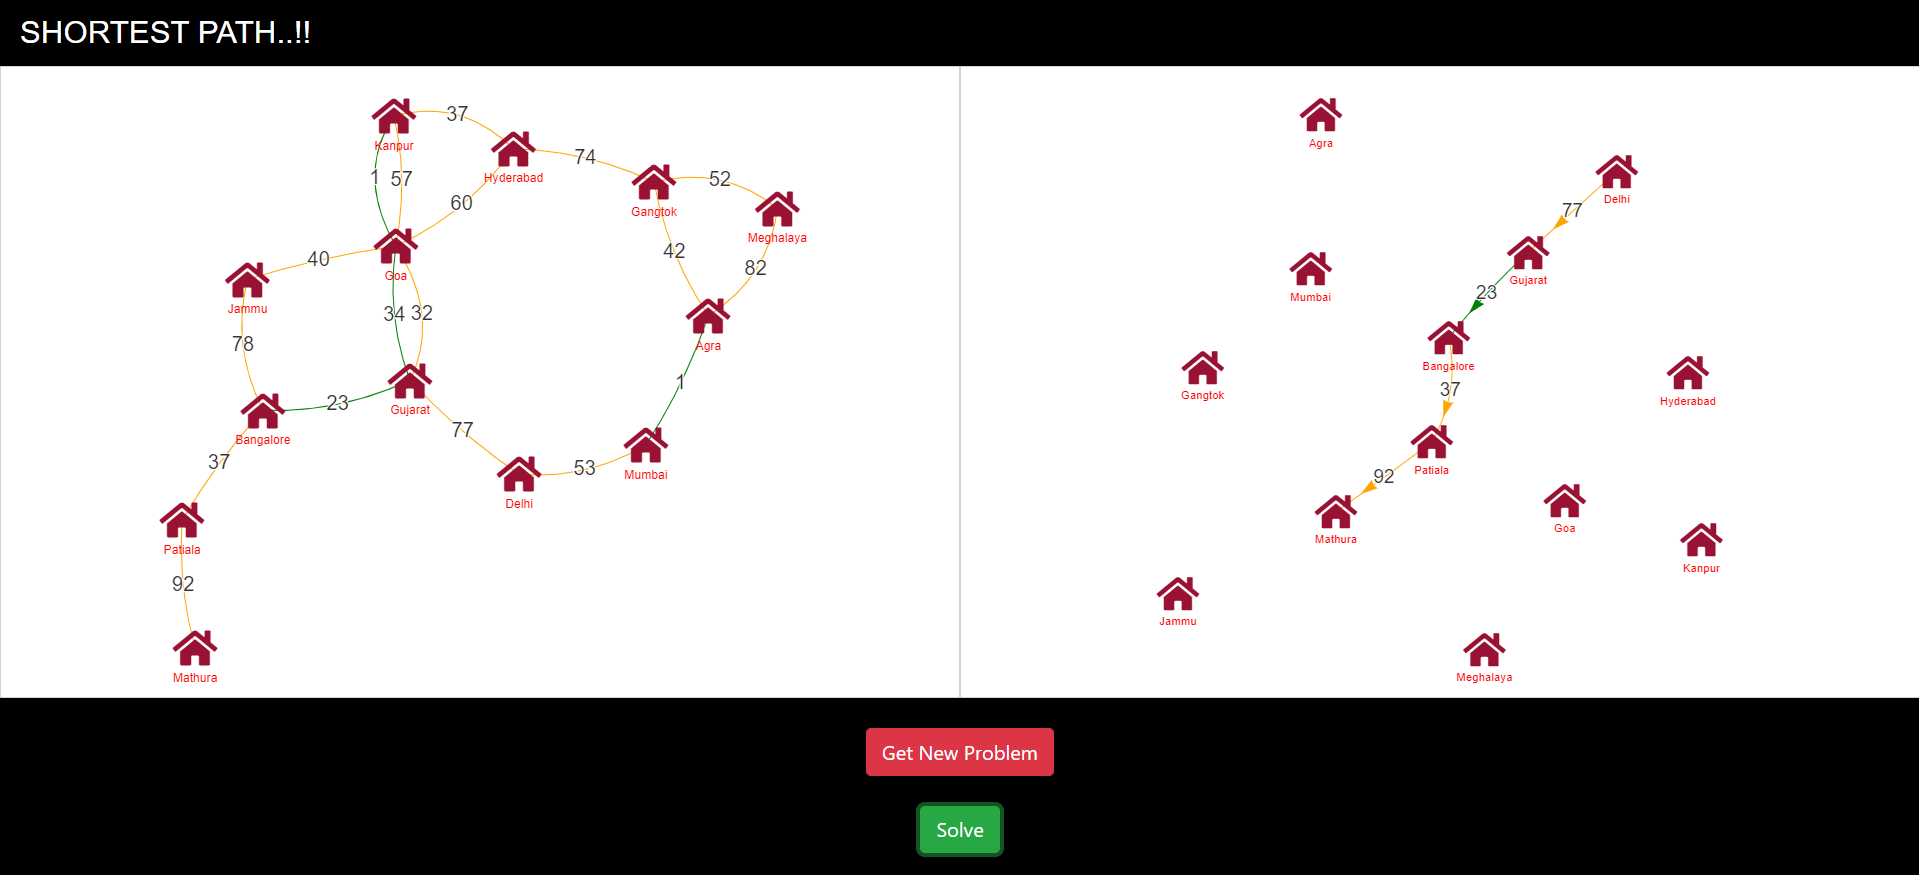 SHORTEST PATH..!!
Kanpur
37
Hyderabad
74
52
1
57
Gangtok
60
Meghalaya
42
40
Goa
82
Jammu
34
32
78
Agra
1
23
Gujarat
77
Bangalore
37
53
Mumbai
Delhi
Patiala
92
Mathura
Agra
Delhi
77
Gujarat
Mumbai
23
Bangalore
37
Gangtok
Hyderabad
Patiala
92
Goa
Mathura
Kanpur
Jammu
Meghalaya
Get New Problem
Solve